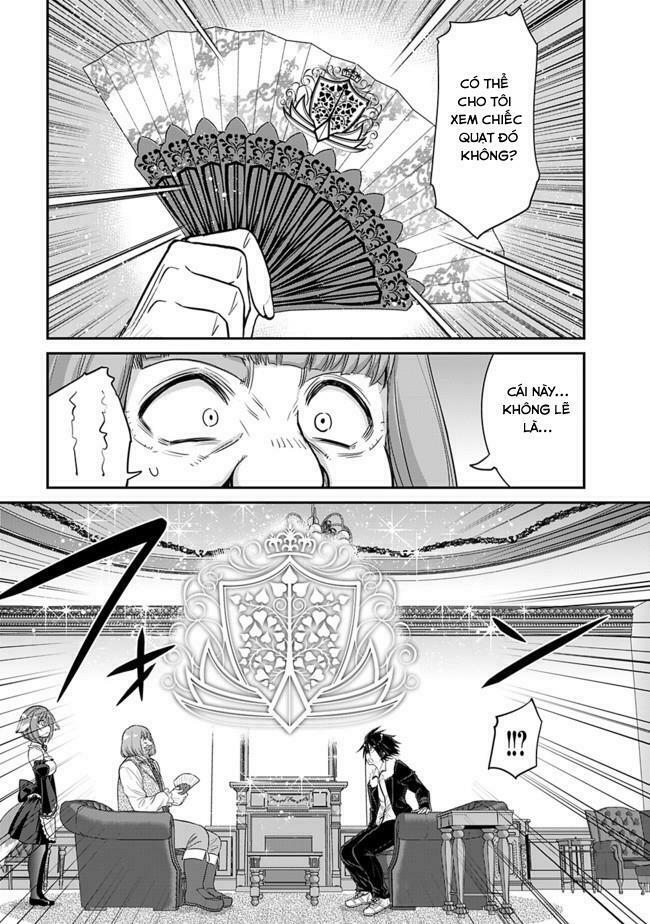 CÓ THỂ
CHO TÔI
XEM CHIẾC
QUẠT ĐÓ
KHÔNG?
CÁI NÀY...
KHÔNG LẼ
LÀ...
!!!?